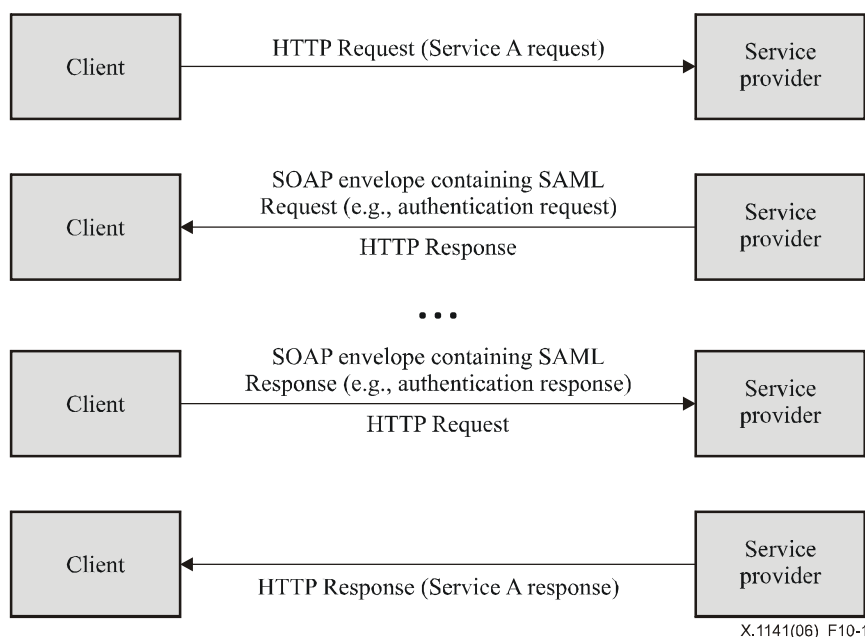 HTTP Request (Service A request)
Client
Service
provider
SOAP envelope containing SAML
Request (e.g., authentication request)
Client
HTTP Response
Service
provider
...
SOAP envelope containing SAML
Response (e.g., authentication response)
Client
HTTP Request
Service
provider
Client
HTTP Response (Service A response)
Service
provider
X.1141(06)_F10-1